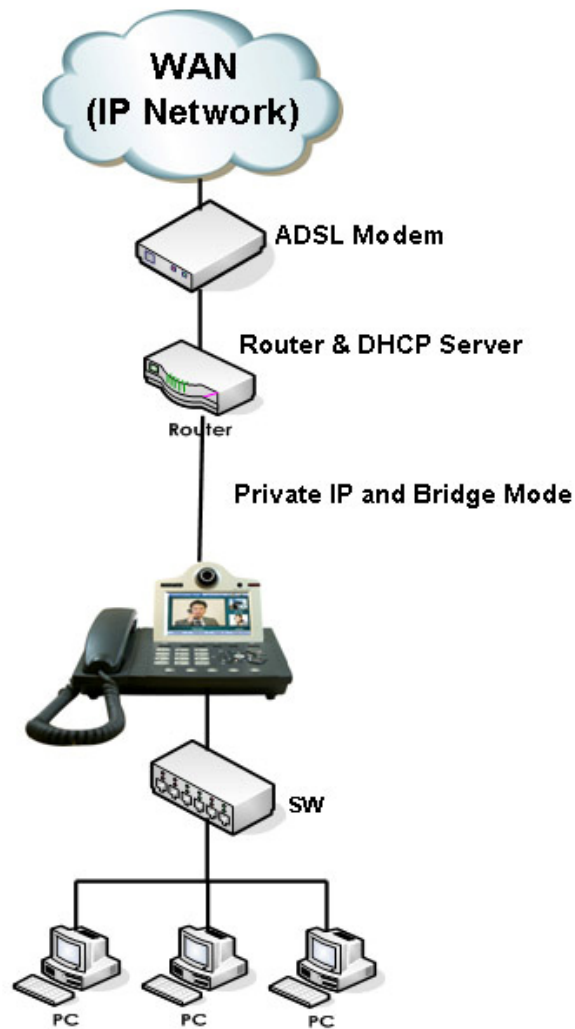 WAN
(IP Network)
ADSL Modem
Router & DHCP Server
Router
Private IP and Bridge Mode
SW
PC
PC
PC